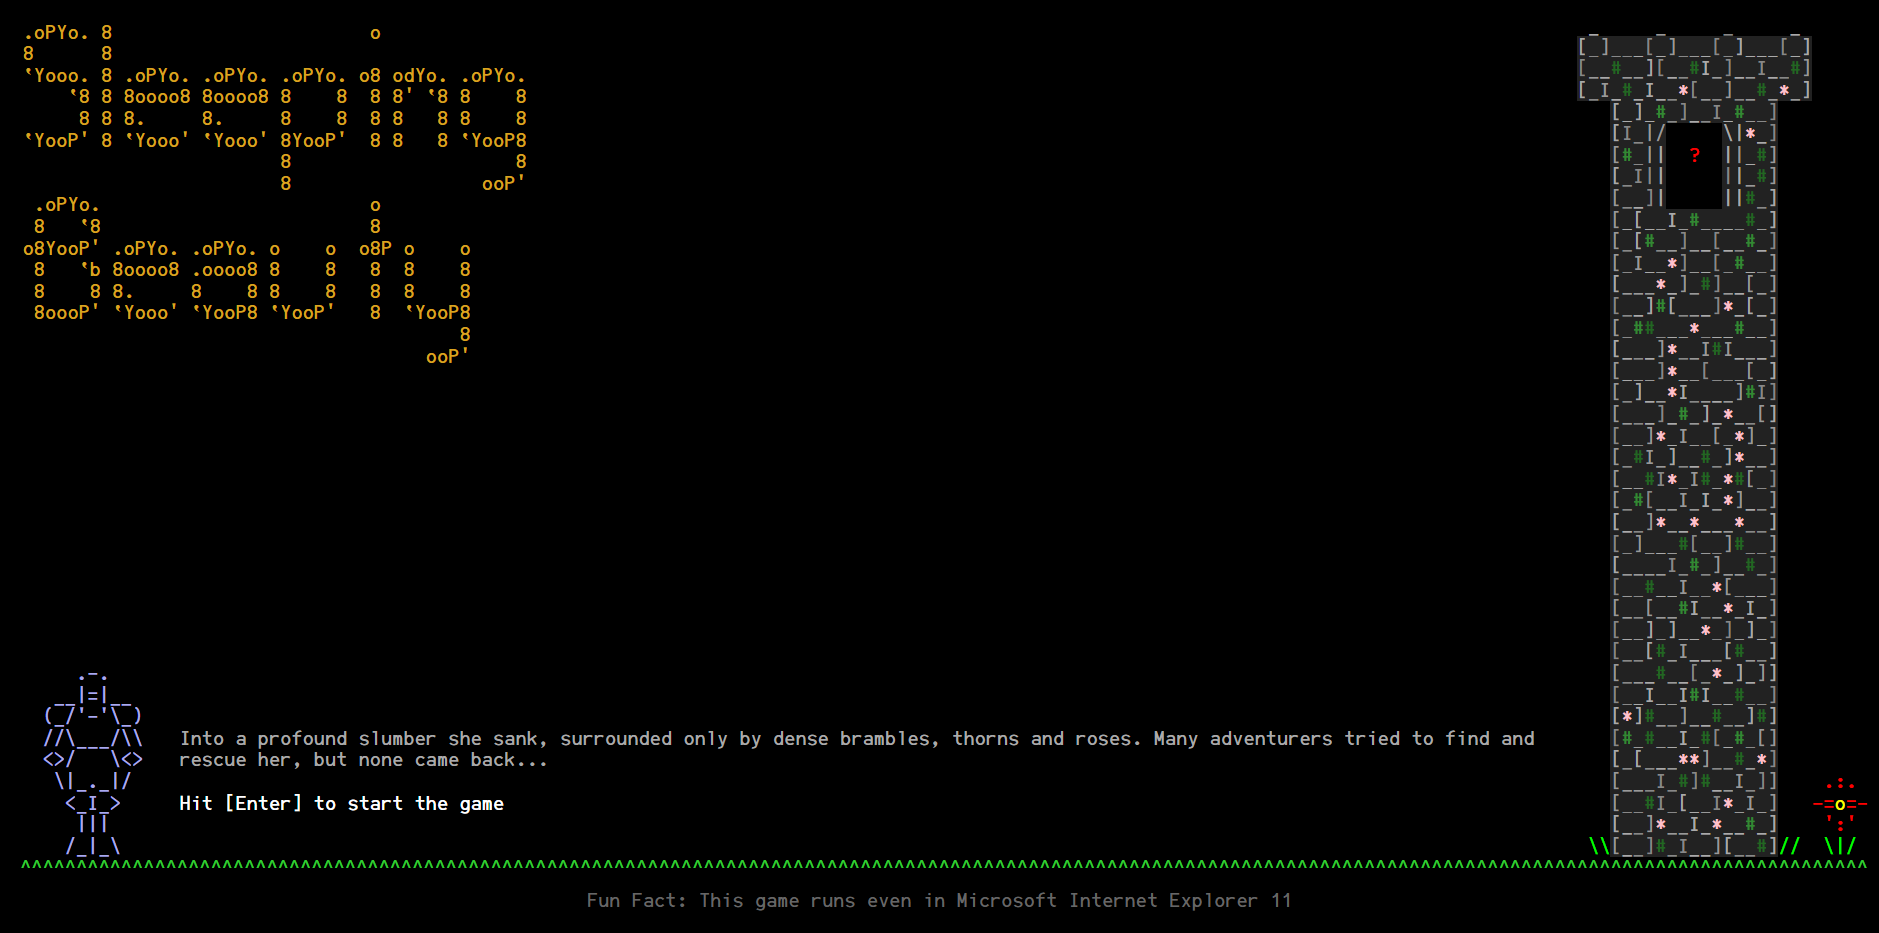 Sleeping
Beauty
?
Into a profound slumber she sank, surrounded only by dense brambles, thorns and roses. Many adventurers tried to find and
rescue her, but none came back...
Hit [Enter] to start the game
Fun Fact: This game runs even in Microsoft Internet Explorer 11